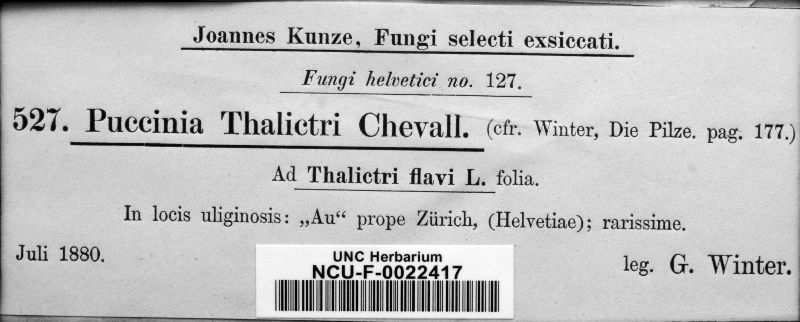 Joannes Kunze, Fungi selecti exsiccati.
Fungi helvetici no. 127.
527. Puccinia Thalictri Chevall. (cfr. Winter, Die Pilze. pag. 177.)
Ad Thalictri flavi L. folia.
In locis uliginosis: „Au“ prope Zürich, (Helvetiae); rarissime.
Juli 1880.
leg. G. Winter.
UNC Herbarium
NCU-F-0022417